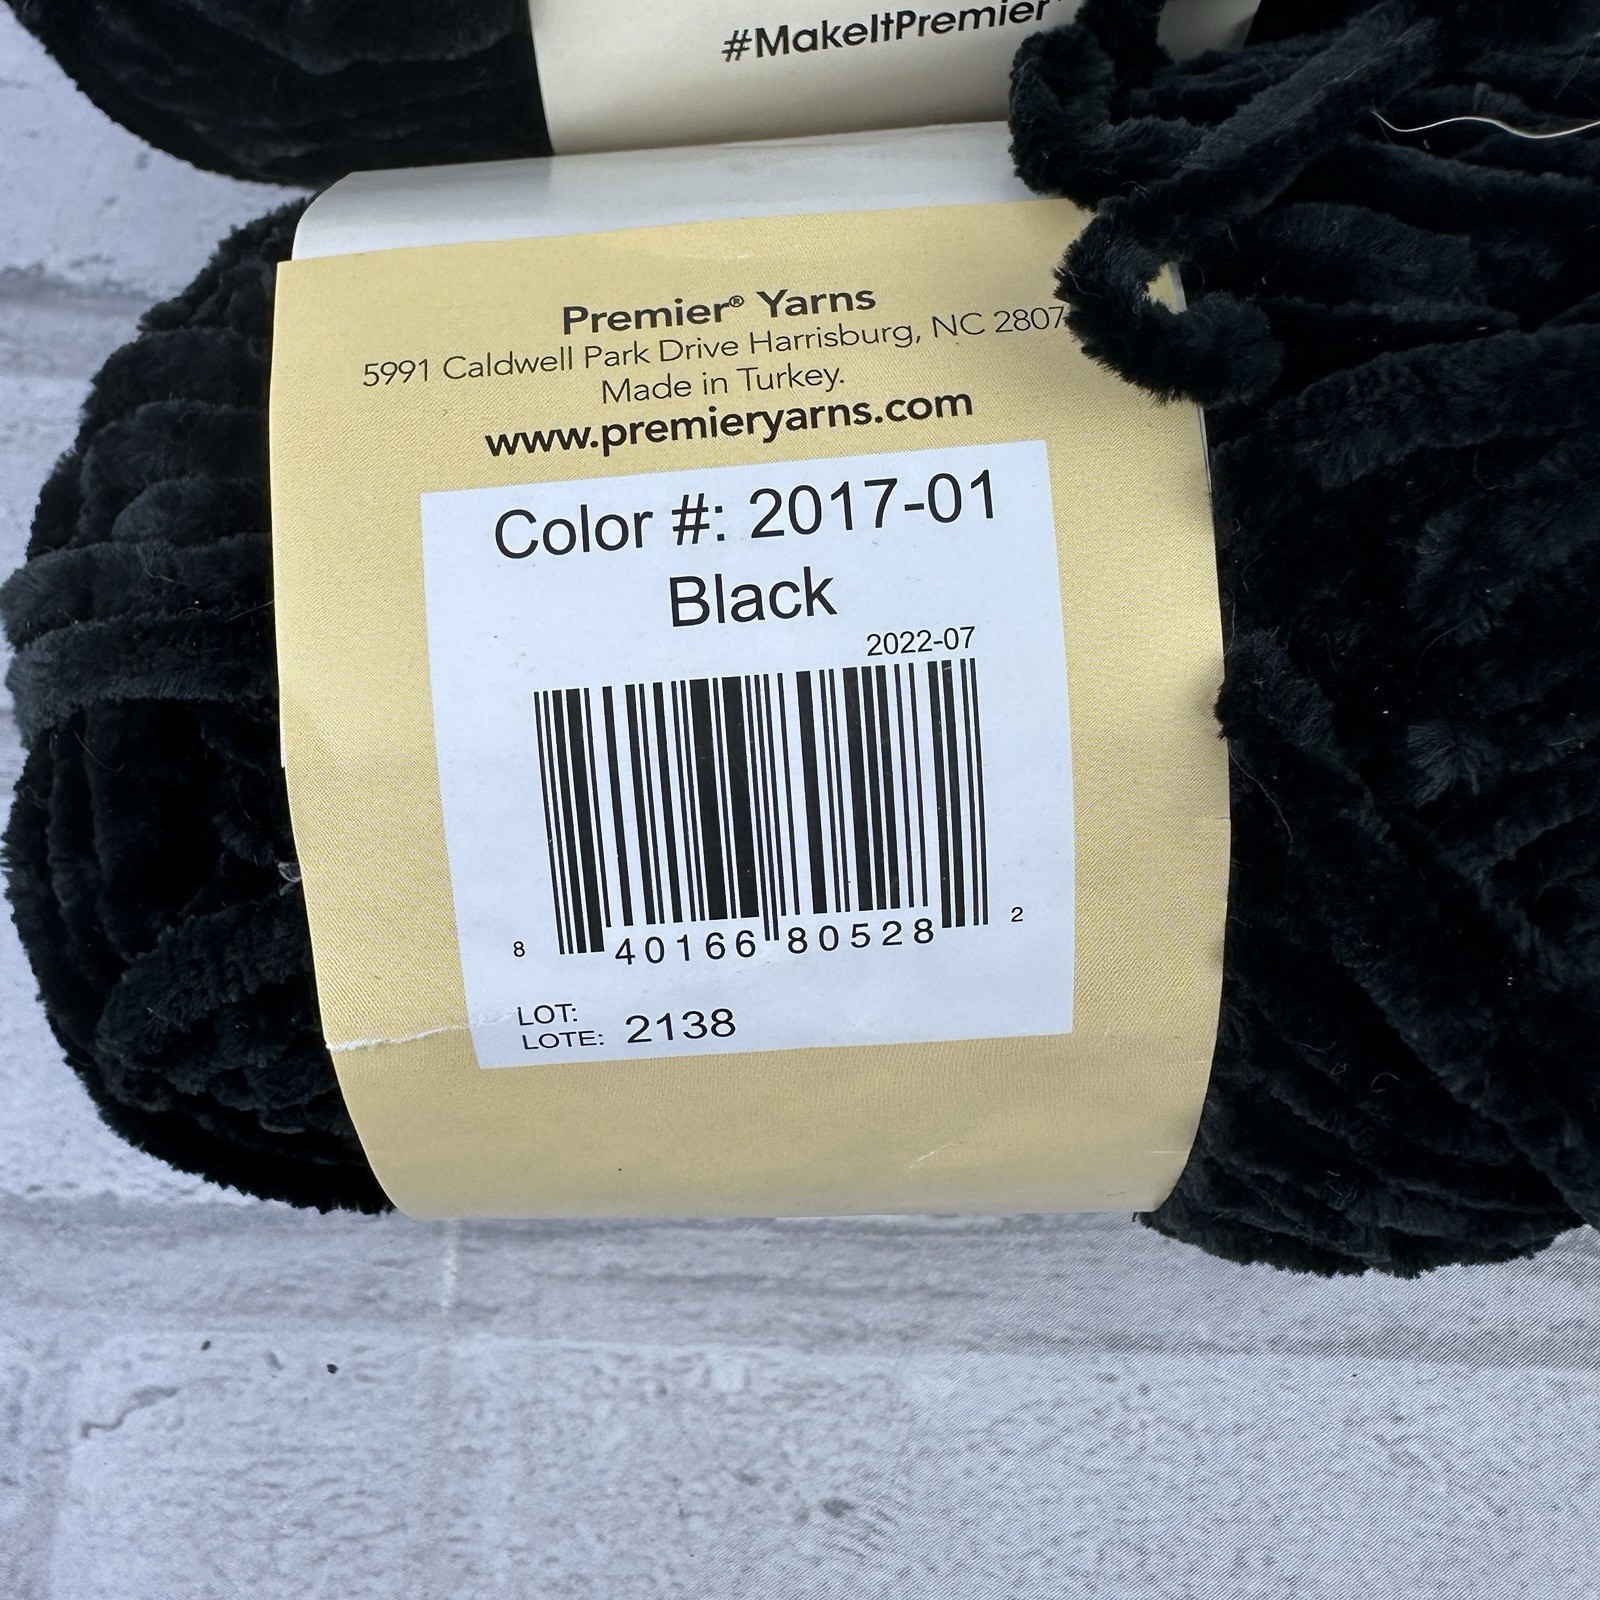 #MakeItPremier
Premier® Yarns
5991 Caldwell Park Drive Harrisburg, NC 2807
Made in Turkey.
www.premieryarns.com
Color #: 2017-01
Black
2022-07
8 40166 80528 2
LOT:
LOTE: 2138